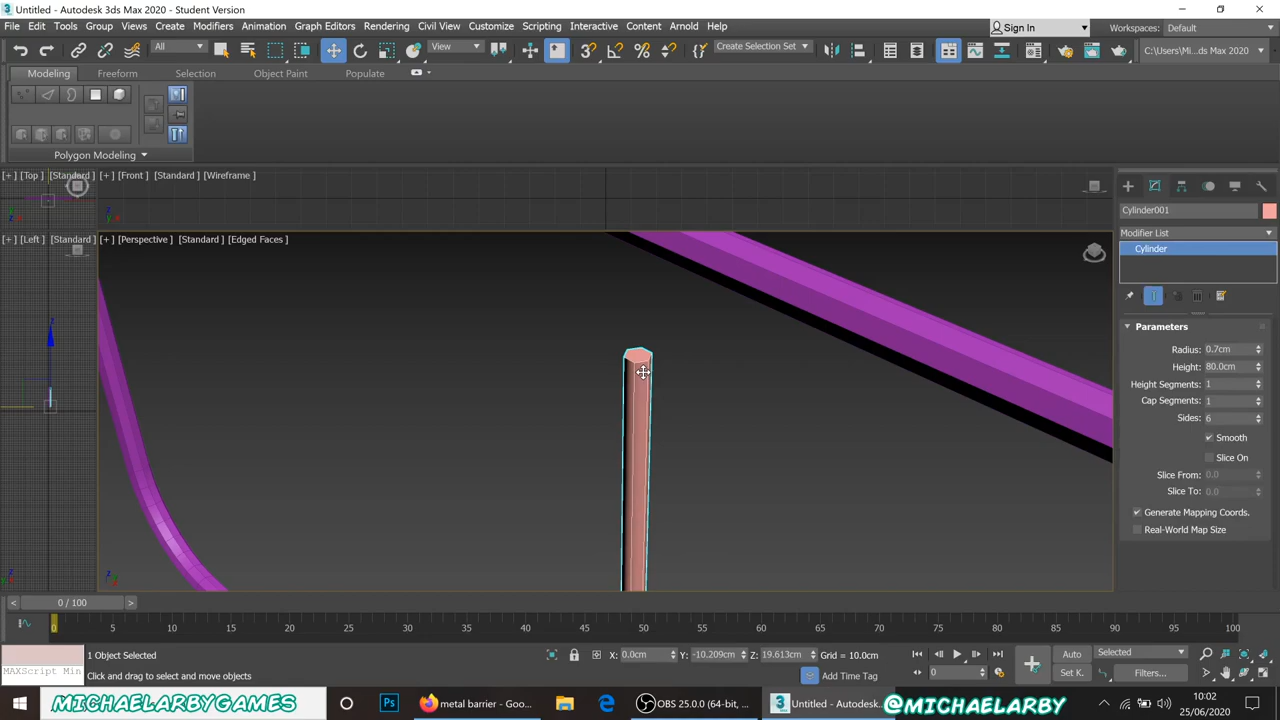 Untitled - Autodesk 3ds Max 2020 - Student Version
File Edit Tools Group Views Create Modifiers Animation Graph Editors Rendering Civil View Customize Scripting Interactive Content Arnold Help
Sign In
Workspaces: Default
All
View
Create Selection Set
C:\Users\Mi...ds Max 2020
Modeling Freeform Selection Object Paint Populate
Polygon Modeling
[+] [Top] [Standard]
[+] [Front] [Standard] [Wireframe]
[+] [Left] [Standard]
[+] [Perspective] [Standard] [Edged Faces]
Cylinder001
Modifier List
Cylinder
Parameters
Radius: 0.7cm
Height: 80.0cm
Height Segments: 1
Cap Segments: 1
Sides: 6
Smooth
Slice On
Slice From: 0.0
Slice To: 0.0
Generate Mapping Coords.
Real-World Map Size
0 / 100
0 5 10 15 20 25 30 35 40 45 50 55 60 65 70 75 80 85 90 95 100
1 Object Selected
X: 0.0cm Y: -10.209cm Z: 19.613cm Grid = 10.0cm
Auto Selected
MAXScript Min
Click and drag to select and move objects
Add Time Tag
0
Set K. Filters...
MICHAELARBYGAMES
metal barrier - Goo...
OBS 25.0.0 (64-bit, ...
Untitled - Autodesk...
@MICHAELARBY
10:02
25/06/2020